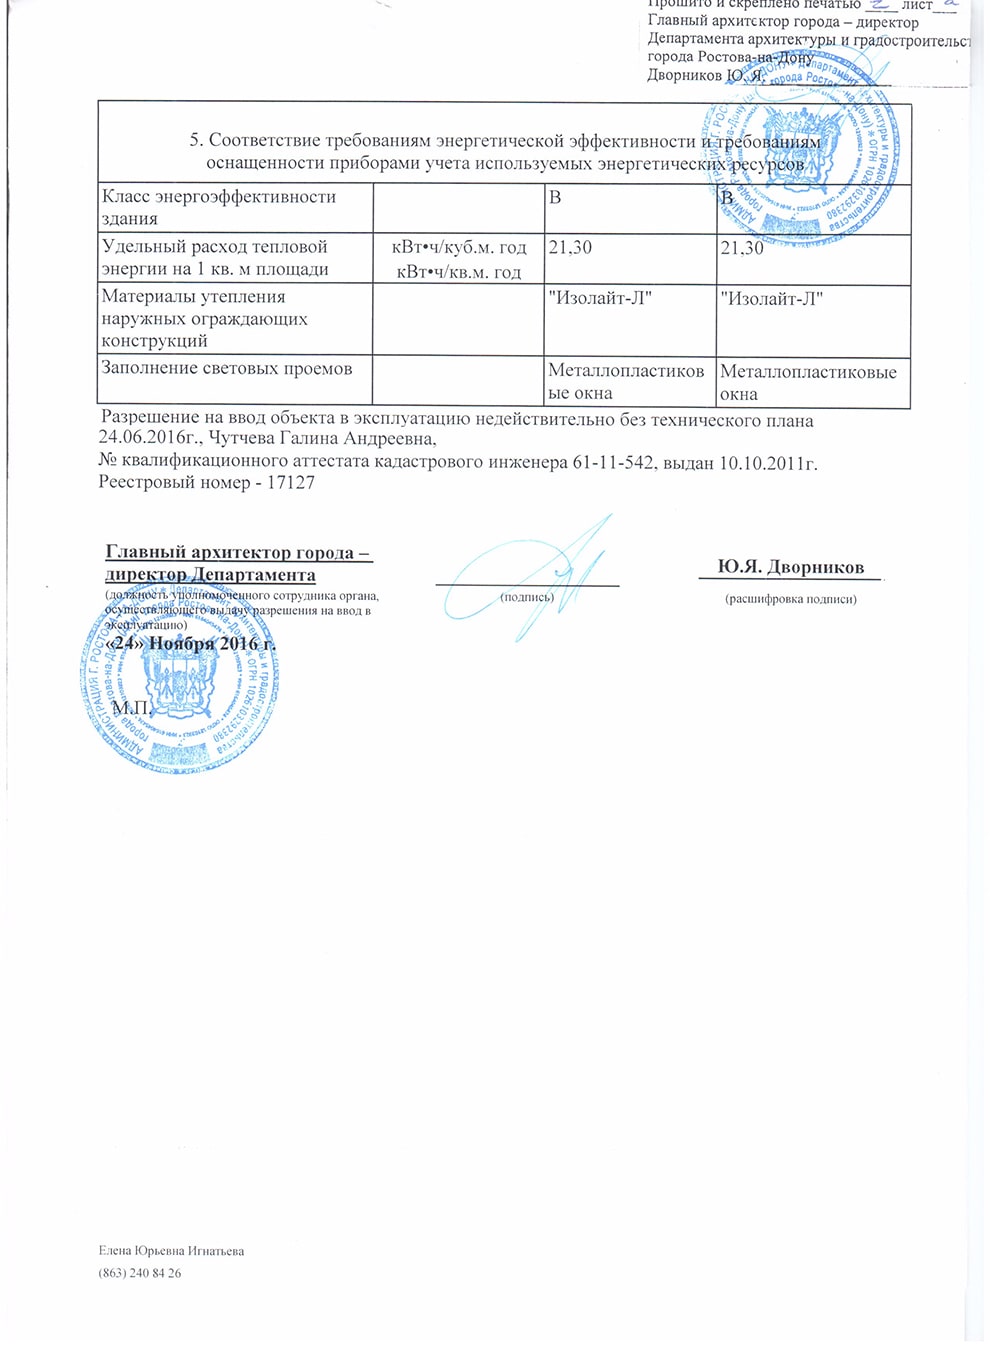 Прошито и скреплено печатью 2 лист а
Главный архитектор города – директор
Департамента архитектуры и градостроительст
города Ростова-на-Дону
Дворников Ю. Я.
5. Соответствие требованиям энергетической эффективности и требованиям
оснащенности приборами учета используемых энергетических ресурсов
Класс энергоэффективности
здания
В
В
Удельный расход тепловой
энергии на 1 кв. м площади
кВт•ч/куб.м. год
кВт•ч/кв.м. год
21,30
21,30
Материалы утепления
наружных ограждающих
конструкций
"Изолайт-Л"
"Изолайт-Л"
Заполнение световых проемов
Металлопластиков
ые окна
Металлопластиковые
окна
Разрешение на ввод объекта в эксплуатацию недействительно без технического плана
24.06.2016г., Чутчева Галина Андреевна,
№ квалификационного аттестата кадастрового инженера 61-11-542, выдан 10.10.2011г.
Реестровый номер - 17127
Главный архитектор города –
директор Департамента
(должность уполномоченного сотрудника органа,
осуществляющего выдачу разрешения на ввод в
эксплуатацию)
(подпись)
Ю.Я. Дворников
(расшифровка подписи)
«24» Ноября 2016 г.
М.П.
Елена Юрьевна Игнатьева
(863) 240 84 26